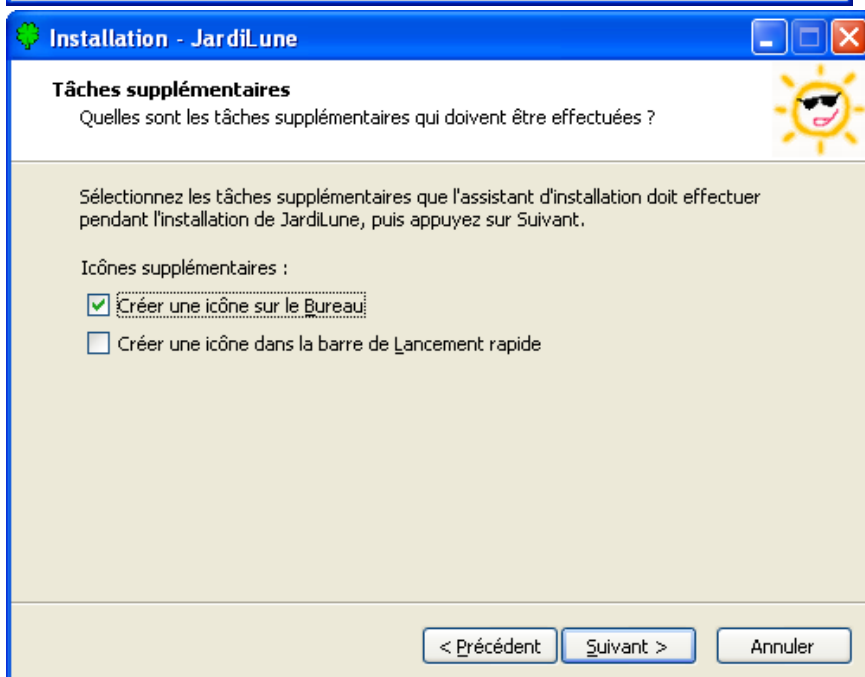 Installation - JardiLune
Tâches supplémentaires
Quelles sont les tâches supplémentaires qui doivent être effectuées ?
Sélectionnez les tâches supplémentaires que l'assistant d'installation doit effectuer
pendant l'installation de JardiLune, puis appuyez sur Suivant.
Icônes supplémentaires :
Créer une icône sur le Bureau
Créer une icône dans la barre de Lancement rapide
< Précédent
Suivant >
Annuler